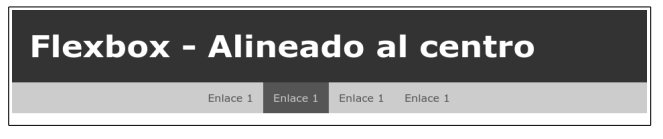 Flexbox - Alineado al centro
Enlace 1 Enlace 1 Enlace 1 Enlace 1